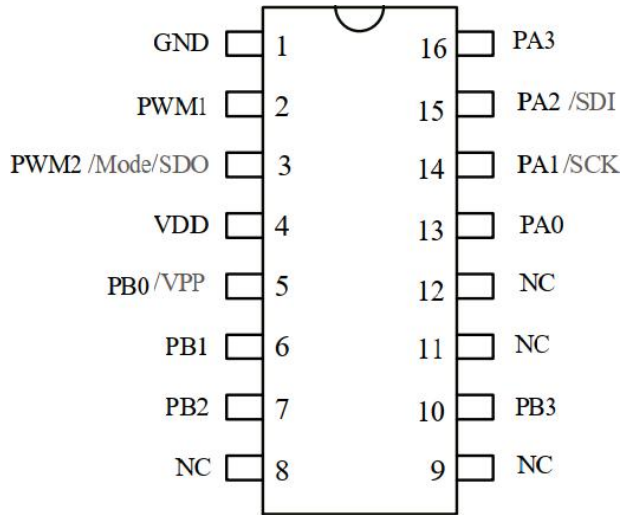 GND 1 16 PA3
PWM1 2 15 PA2 /SDI
PWM2 /Mode/SDO 3 14 PA1/SCK
VDD 4 13 PA0
PB0 /VPP 5 12 NC
PB1 6 11 NC
PB2 7 10 PB3
NC 8 9 NC